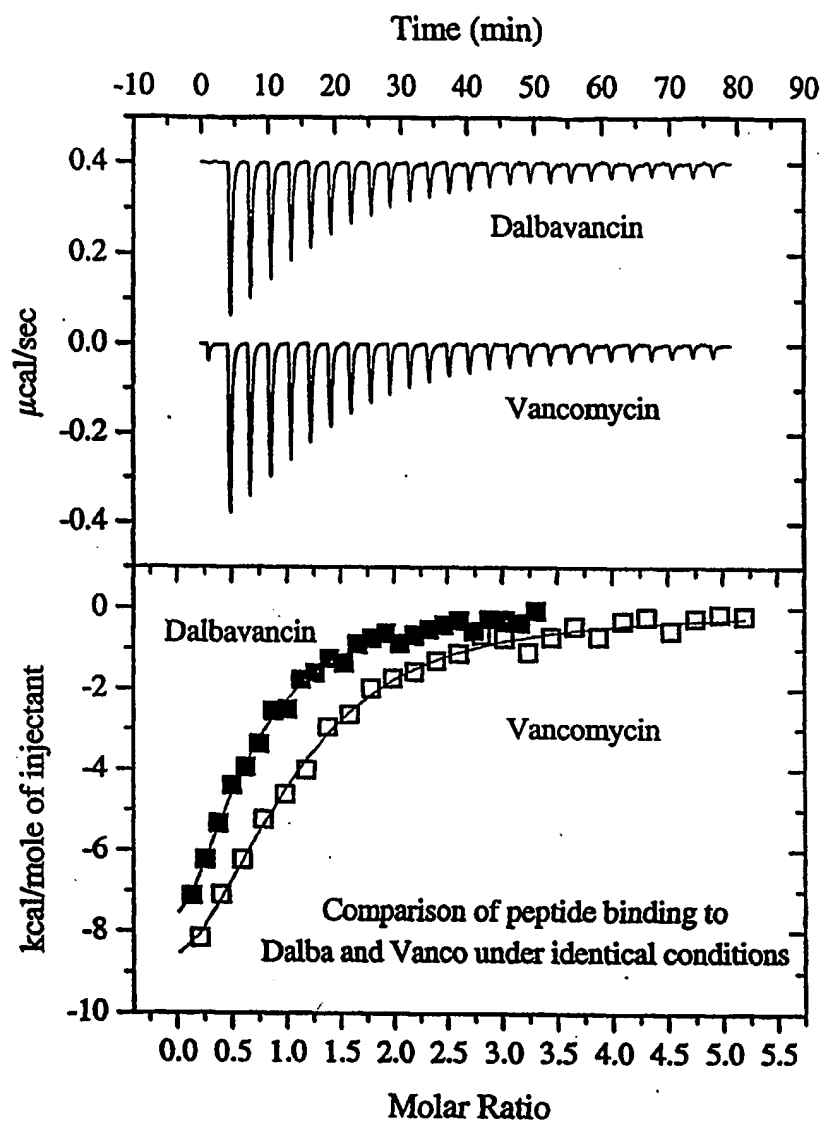 Time (min)
-10 0 10 20 30 40 50 60 70 80 90
0.4
0.2
0.0
-0.2
-0.4
μcal/sec
Dalbavancin
Vancomycin
0
-2
-4
-6
-8
-10
kcal/mole of injectant
Dalbavancin
Vancomycin
Comparison of peptide binding to
Dalba and Vanco under identical conditions
0.0 0.5 1.0 1.5 2.0 2.5 3.0 3.5 4.0 4.5 5.0 5.5
Molar Ratio